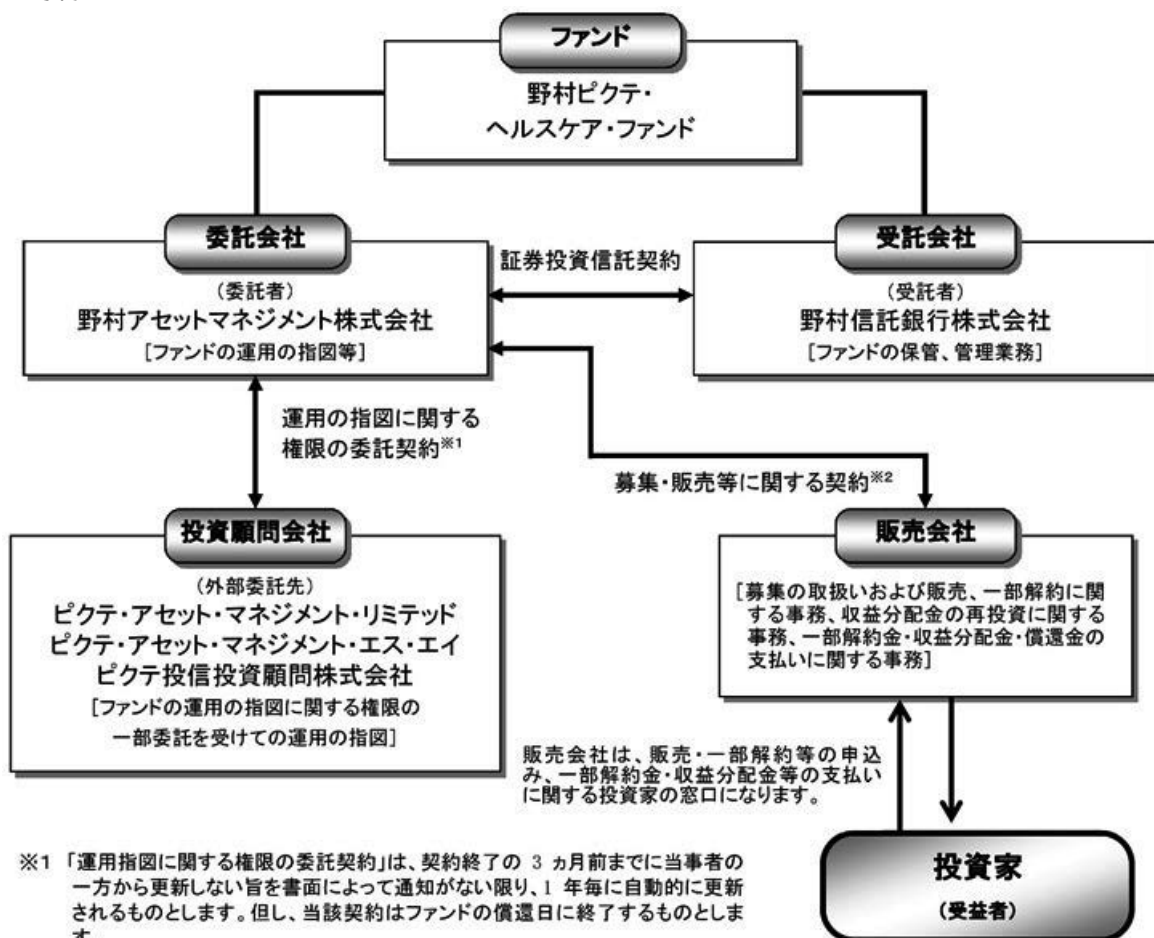 ファンド
野村ピクテ・
ヘルスケア・ファンド
委託会社
(委託者)
野村アセットマネジメント株式会社
[ファンドの運用の指図等]
証券投資信託契約
受託会社
(受託者)
野村信託銀行株式会社
[ファンドの保管、管理業務]
運用の指図に関する
権限の委託契約※1
募集・販売等に関する契約※2
投資顧問会社
(外部委託先)
ピクテ・アセット・マネジメント・リミテッド
ピクテ・アセット・マネジメント・エス・エイ
ピクテ投信投資顧問株式会社
[ファンドの運用の指図に関する権限の
一部委託を受けての運用の指図]
販売会社
[募集の取扱いおよび販売、一部解約に関
する事務、収益分配金の再投資に関する
事務、一部解約金・収益分配金・償還金の
支払いに関する事務]
販売会社は、販売・一部解約等の申込
み、一部解約金・収益分配金等の支払い
に関する投資家の窓口になります。
投資家
(受益者)
※1 「運用指図に関する権限の委託契約」は、契約終了の 3 ヵ月前までに当事者の
一方から更新しない旨を書面によって通知がない限り、1 年毎に自動的に更新
されるものとします。但し、当該契約はファンドの償還日に終了するものとしま
す。